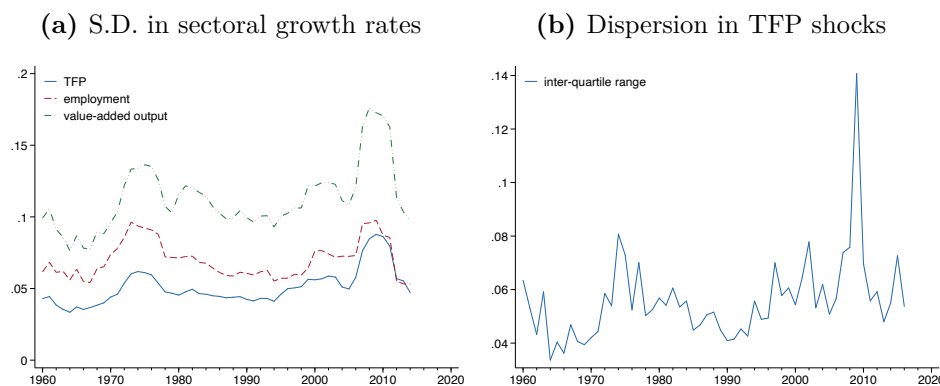 (a) S.D. in sectoral growth rates
.2
.15
.1
.05
0
TFP
employment
value-added output
1960 1970 1980 1990 2000 2010 2020
(b) Dispersion in TFP shocks
.14
.12
.1
.08
.06
.04
inter-quartile range
1960 1970 1980 1990 2000 2010 2020